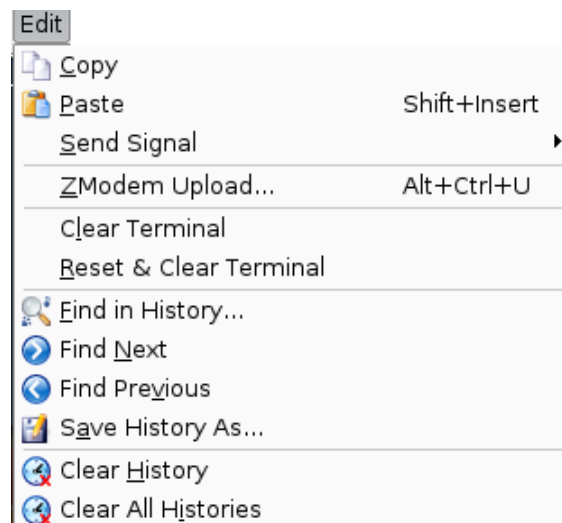 Edit
Copy
Paste Shift+Insert
Send Signal
ZModem Upload... Alt+Ctrl+U
Clear Terminal
Reset & Clear Terminal
Find in History...
Find Next
Find Previous
Save History As...
Clear History
Clear All Histories